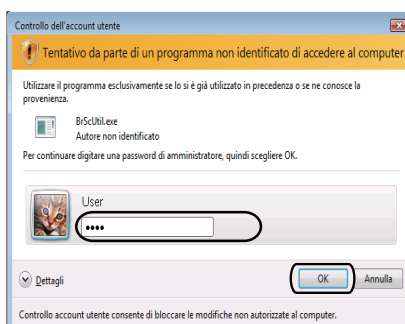 Controllo dell'account utente
Tentativo da parte di un programma non identificato di accedere al computer
Utilizzare il programma esclusivamente se lo si è già utilizzato in precedenza o se ne conosce la
provenienza.
BrScUtil.exe
Autore non identificato
Per continuare digitare una password di amministratore, quindi scegliere OK.
User
••••
Dettagli
OK
Annulla
Controllo account utente consente di bloccare le modifiche non autorizzate al computer.